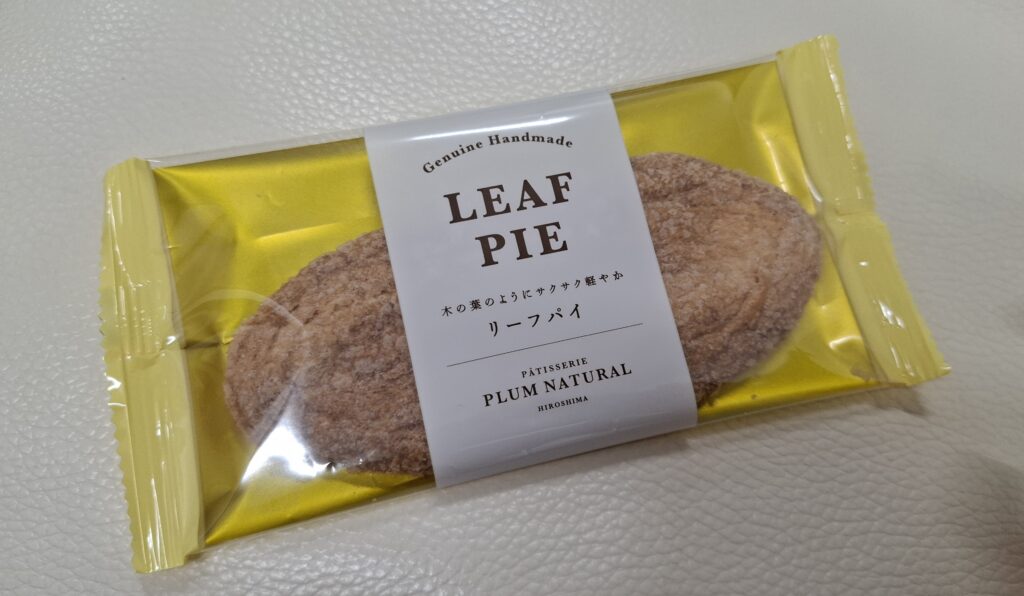 Genuine Handmade
LEAF
PIE
木の葉のようにサクサク軽やか
リーフパイ
PÂTISSERIE
PLUM NATURAL
HIROSHIMA